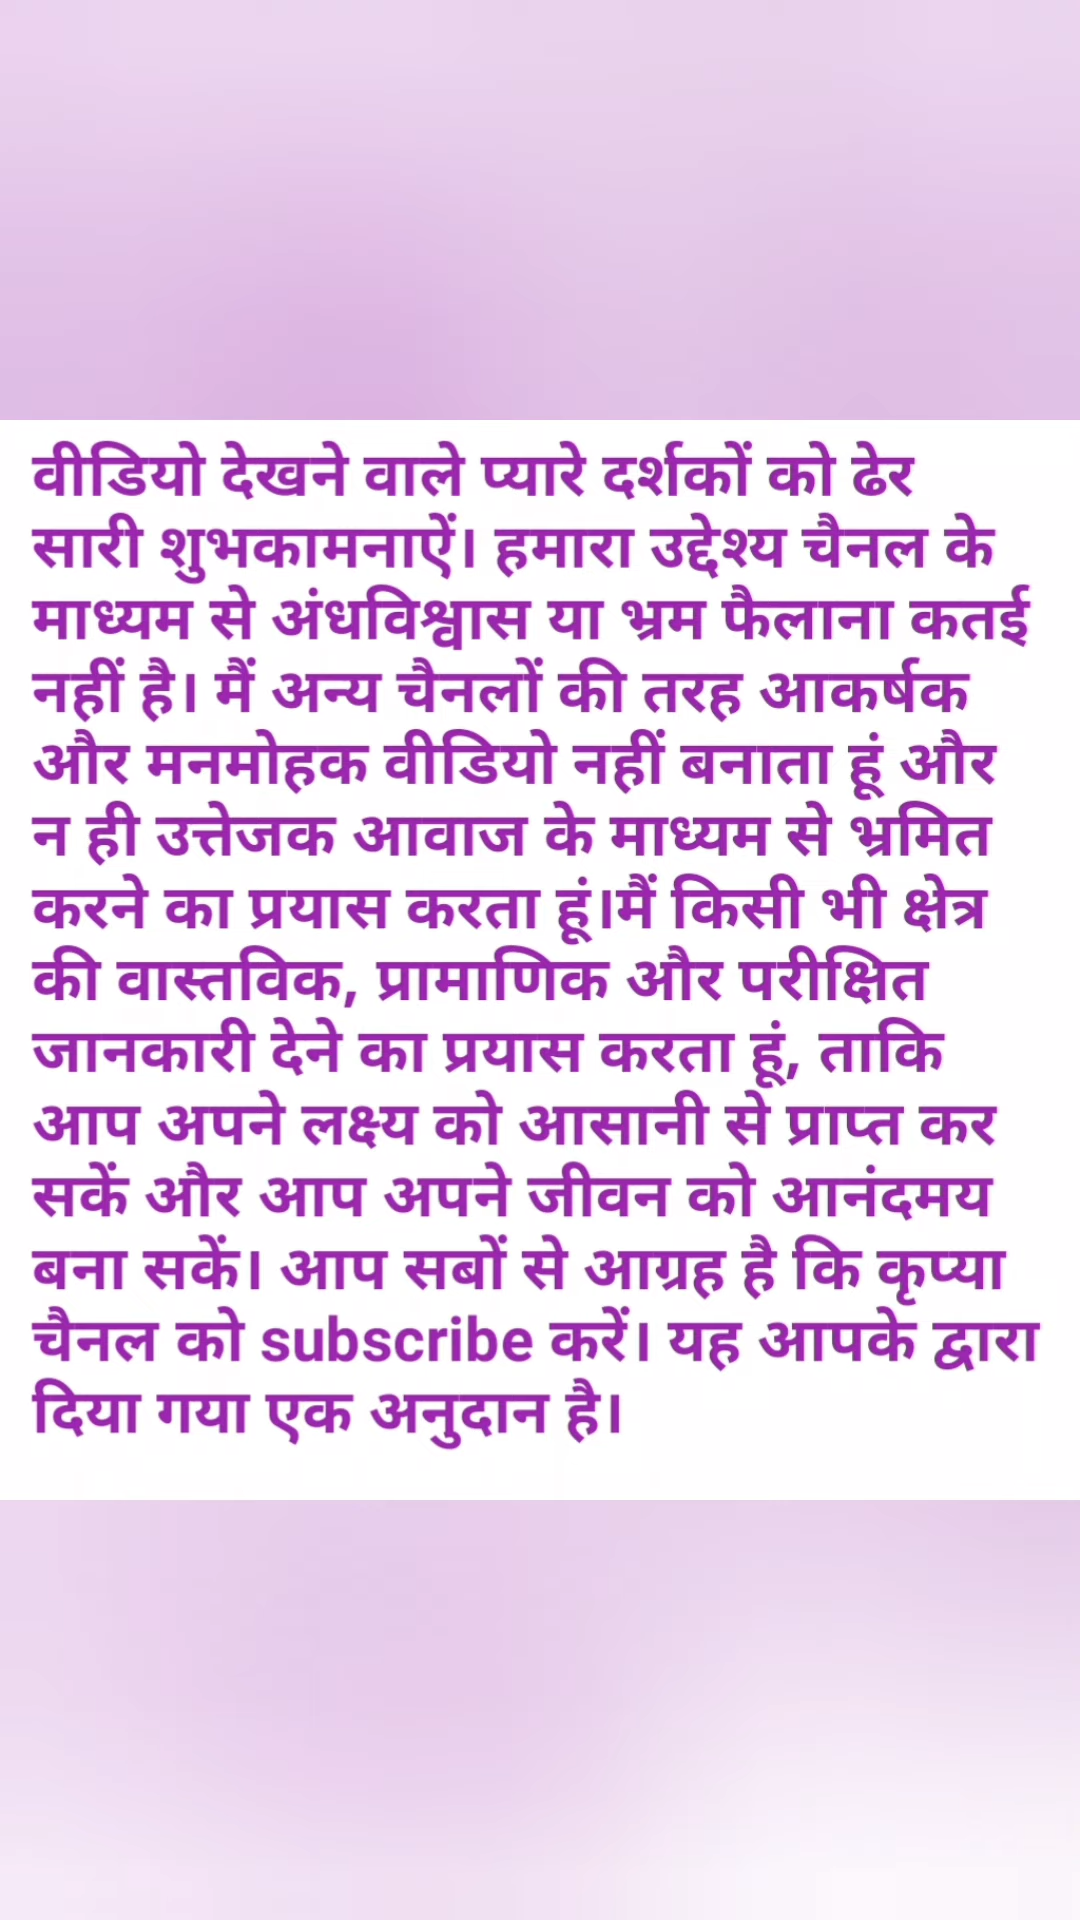 वीडियो देखने वाले प्यारे दर्शकों को ढेर
सारी शुभकामनाऐं। हमारा उद्देश्य चैनल के
माध्यम से अंधविश्वास या भ्रम फैलाना कतई
नहीं है। मैं अन्य चैनलों की तरह आकर्षक
और मनमोहक वीडियो नहीं बनाता हूं और
न ही उत्तेजक आवाज के माध्यम से भ्रमित
करने का प्रयास करता हूं।मैं किसी भी क्षेत्र
की वास्तविक, प्रामाणिक और परीक्षित
जानकारी देने का प्रयास करता हूं, ताकि
आप अपने लक्ष्य को आसानी से प्राप्त कर
सकें और आप अपने जीवन को आनंदमय
बना सकें। आप सबों से आग्रह है कि कृप्या
चैनल को subscribe करें। यह आपके द्वारा
दिया गया एक अनुदान है।